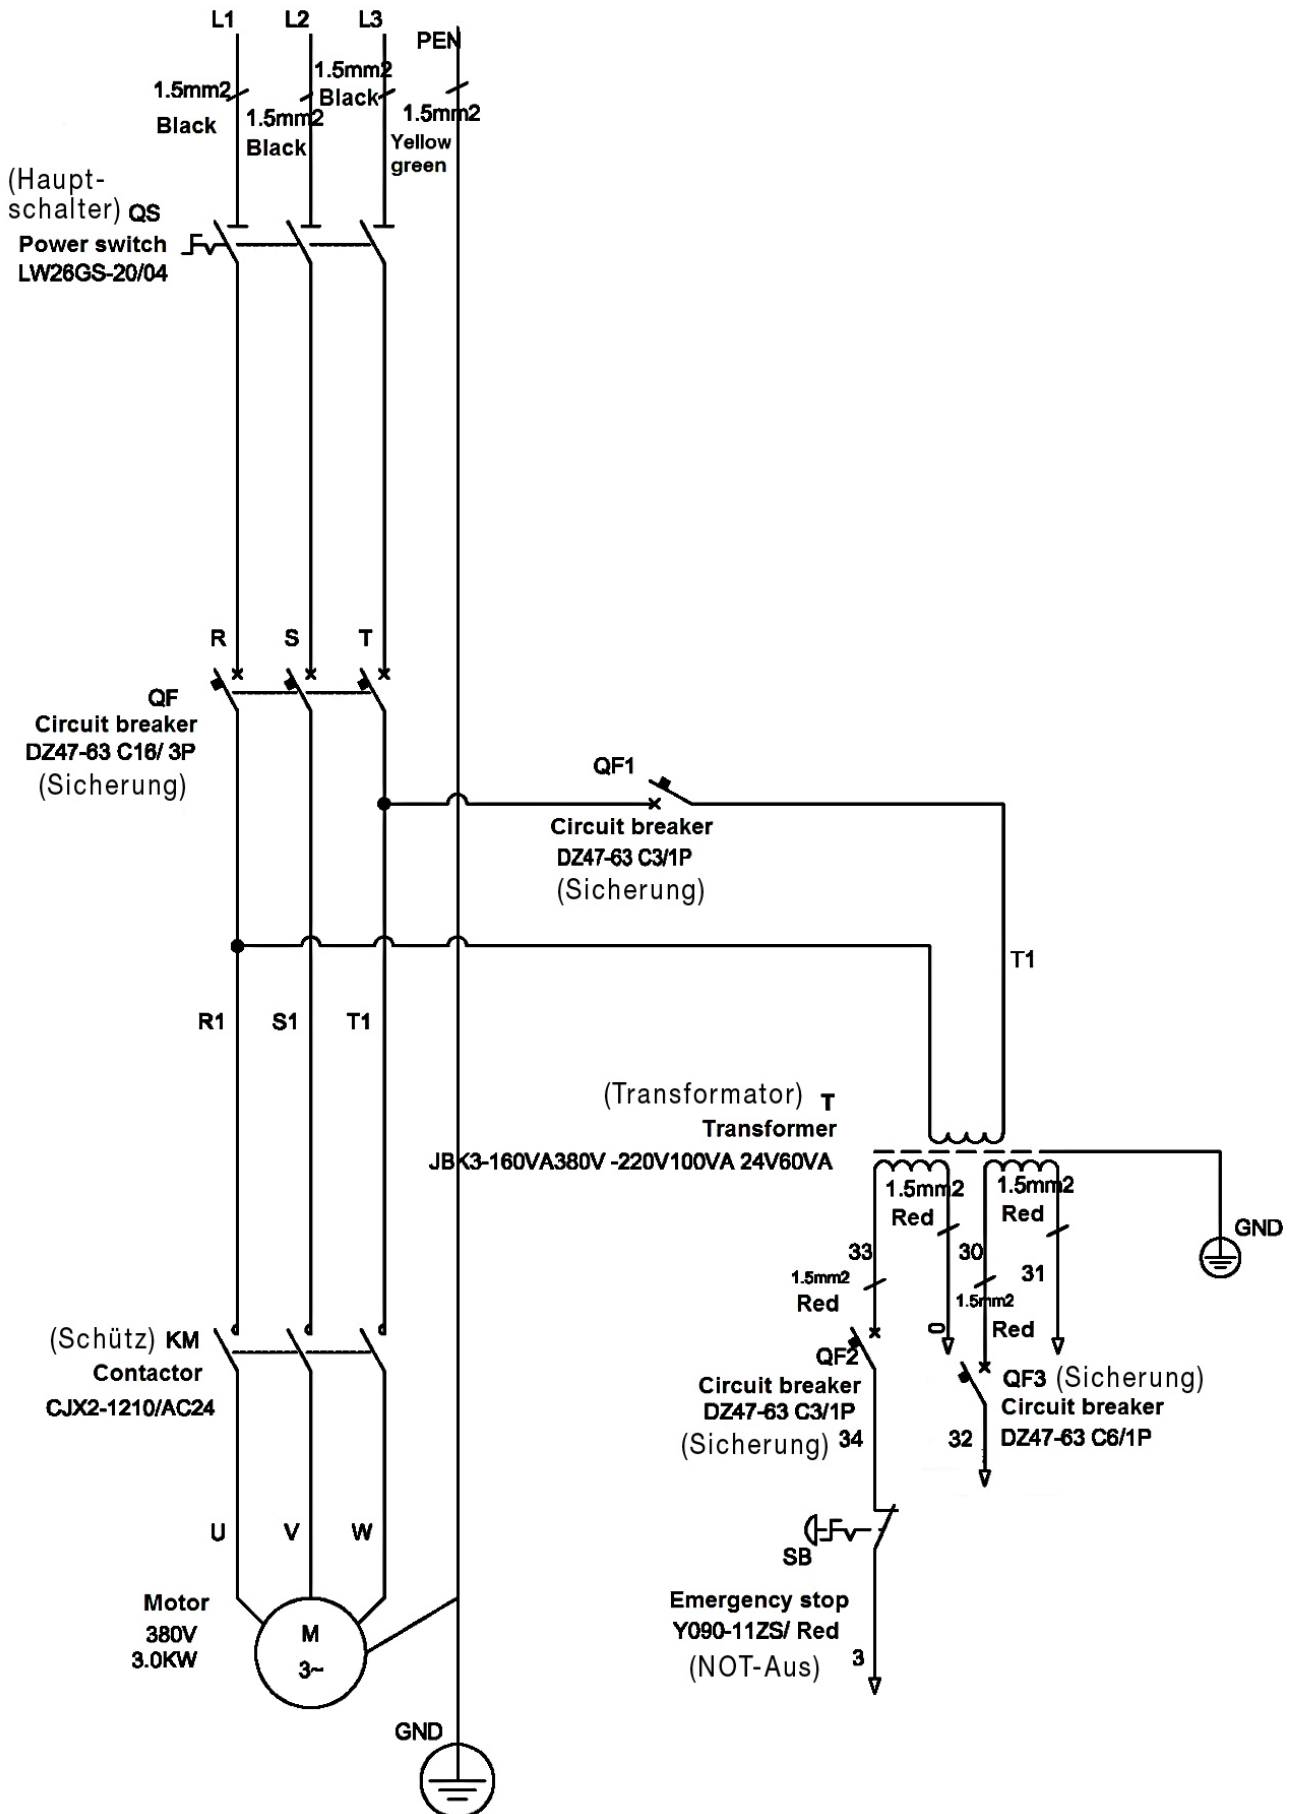 L1
L2
L3
PEN
1.5mm2
Black
1.5mm2
Black
1.5mm2
Black
1.5mm2
Yellow
green
(Haupt-
schalter) QS
Power switch
LW26GS-20/04
R
S
T
QF
Circuit breaker
DZ47-63 C16/ 3P
(Sicherung)
QF1
Circuit breaker
DZ47-63 C3/1P
(Sicherung)
T1
R1
S1
T1
(Transformator) T
Transformer
JBK3-160VA380V -220V100VA 24V60VA
1.5mm2
Red
1.5mm2
Red
GND
33
30
31
1.5mm2
Red
1.5mm2
Red
0
(Schütz) KM
Contactor
CJX2-1210/AC24
QF2
Circuit breaker
DZ47-63 C3/1P
(Sicherung) 34
QF3 (Sicherung)
Circuit breaker
32 DZ47-63 C6/1P
U
V
W
SB
Emergency stop
Y090-11ZS/ Red
(NOT-Aus)
3
Motor
380V
3.0KW
M
3~
GND